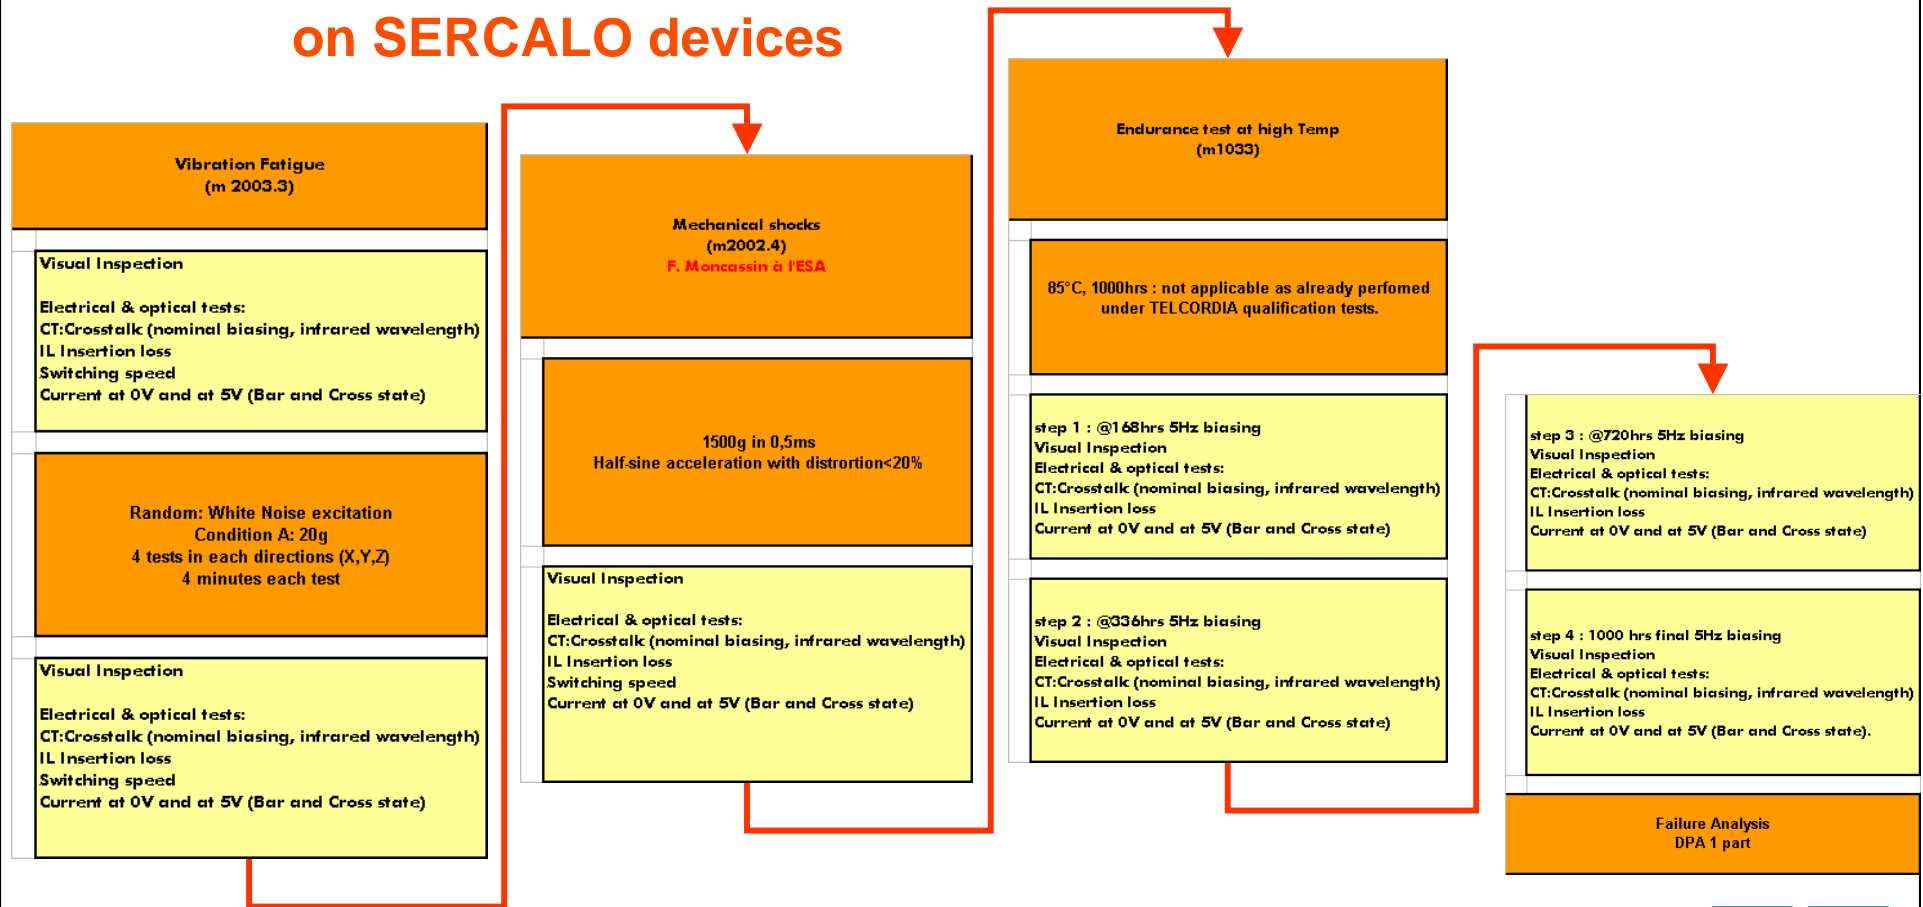 on SERCALO devices
Vibration Fatigue
(m 2003.3)
Visual Inspection
Electrical & optical tests:
CT:Crosstalk (nominal biasing, infrared wavelength)
IL Insertion loss
Switching speed
Current at 0V and at 5V (Bar and Cross state)
Random: White Noise excitation
Condition A: 20g
4 tests in each directions (X,Y,Z)
4 minutes each test
Visual Inspection
Electrical & optical tests:
CT:Crosstalk (nominal biasing, infrared wavelength)
IL Insertion loss
Switching speed
Current at 0V and at 5V (Bar and Cross state)
Mechanical shocks
(m2002.4)
F. Moncassin à l'ESA
1500g in 0,5ms
Half-sine acceleration with distrortion<20%
Visual Inspection
Electrical & optical tests:
CT:Crosstalk (nominal biasing, infrared wavelength)
IL Insertion loss
Switching speed
Current at 0V and at 5V (Bar and Cross state)
Endurance test at high Temp
(m1033)
85°C, 1000hrs : not applicable as already perfomed
under TELCORDIA qualification tests.
step 1 : @168hrs 5Hz biasing
Visual Inspection
Electrical & optical tests:
CT:Crosstalk (nominal biasing, infrared wavelength)
IL Insertion loss
Current at 0V and at 5V (Bar and Cross state)
step 2 : @336hrs 5Hz biasing
Visual Inspection
Electrical & optical tests:
CT:Crosstalk (nominal biasing, infrared wavelength)
IL Insertion loss
Current at 0V and at 5V (Bar and Cross state)
step 3 : @720hrs 5Hz biasing
Visual Inspection
Electrical & optical tests:
CT:Crosstalk (nominal biasing, infrared wavelength)
IL Insertion loss
Current at 0V and at 5V (Bar and Cross state)
step 4 : 1000 hrs final 5Hz biasing
Visual Inspection
Electrical & optical tests:
CT:Crosstalk (nominal biasing, infrared wavelength)
IL Insertion loss
Current at 0V and at 5V (Bar and Cross state).
Failure Analysis
DPA 1 part